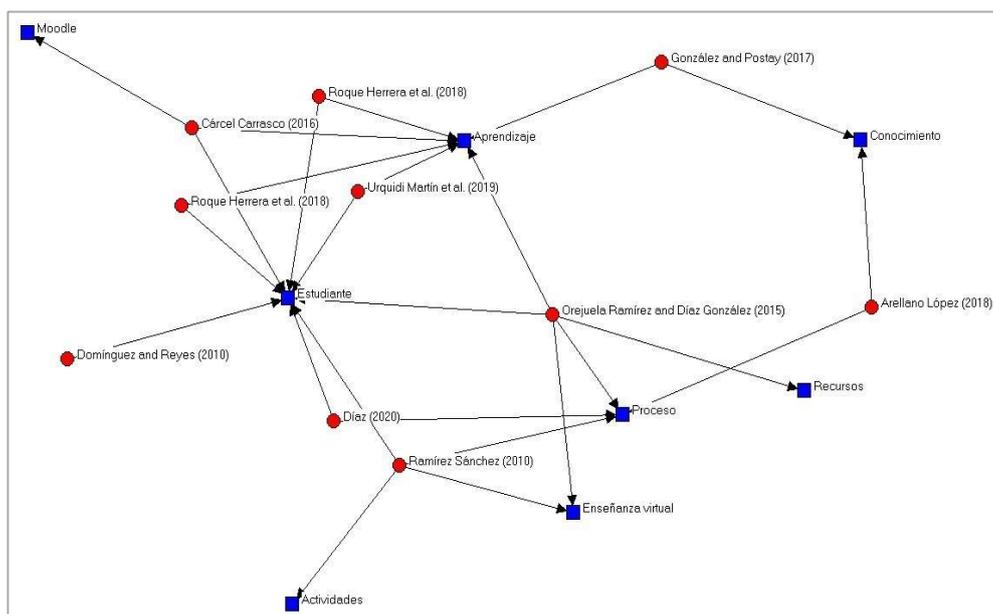 Moodle
González and Postay (2017)
Roque Herrera et al. (2018)
Cárcel Carrasco (2016)
Aprendizaje
Conocimiento
Urquidi Martín et al. (2019)
Roque Herrera et al. (2018)
Estudiante
Arellano López (2018)
Orejuela Ramírez and Díaz González (2015)
Domínguez and Reyes (2010)
Recursos
Díaz (2020)
Proceso
Ramírez Sánchez (2010)
Enseñanza virtual
Actividades